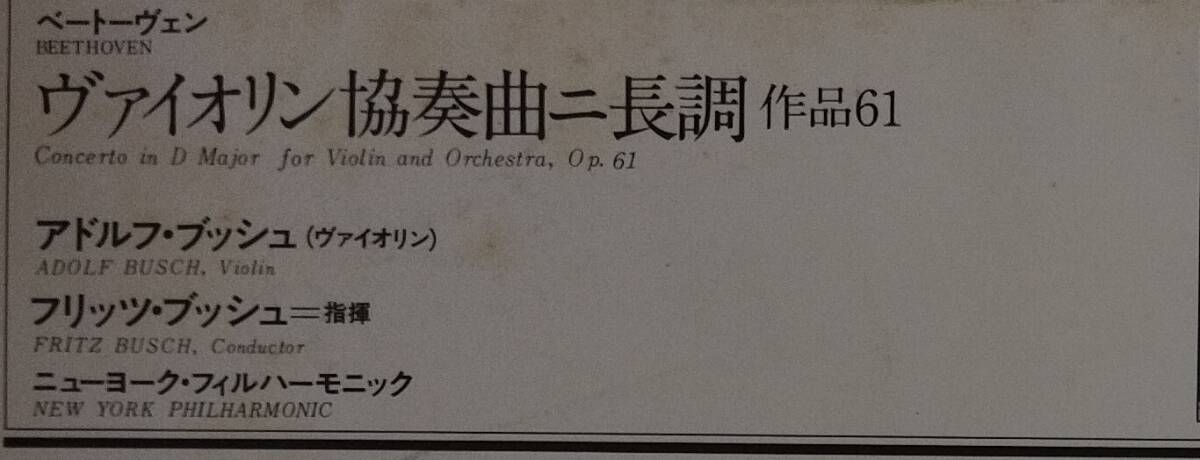 ベートーヴェン
BEETHOVEN
ヴァイオリン協奏曲ニ長調 作品61
Concerto in D Major for Violin and Orchestra, Op. 61
アドルフ・ブッシュ (ヴァイオリン)
ADOLF BUSCH, Violin
フリッツ・ブッシュ=指揮
FRITZ BUSCH, Conductor
ニューヨーク・フィルハーモニック
NEW YORK PHILHARMONIC